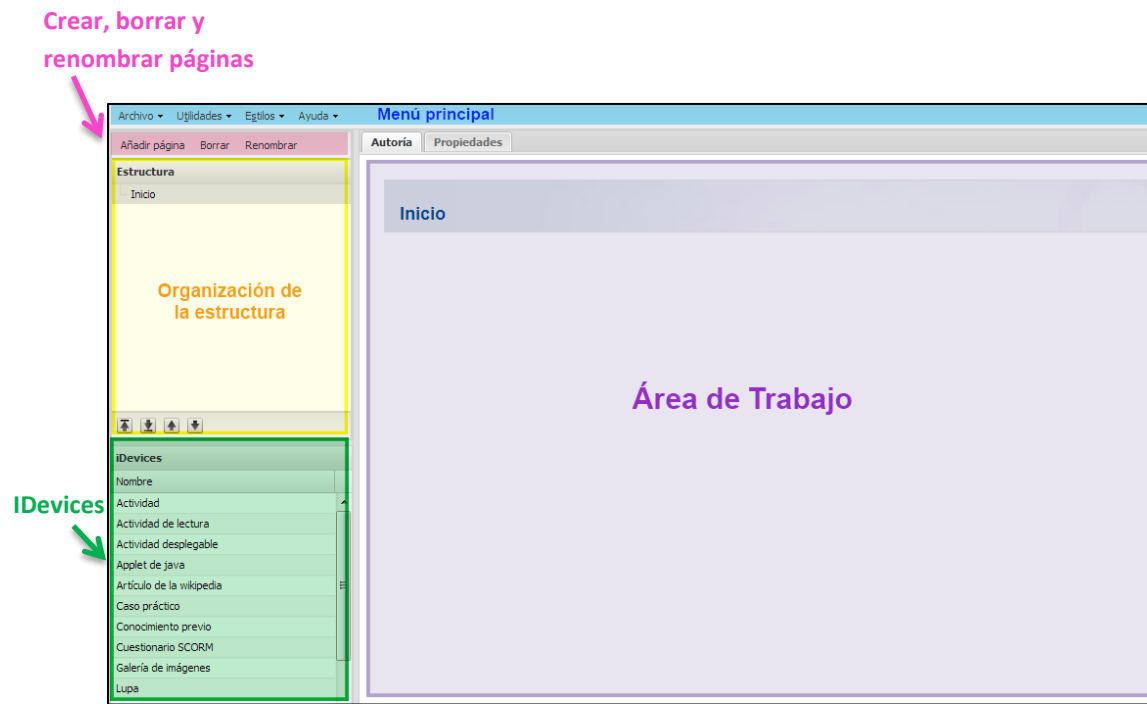 Crear, borrar y
renombrar páginas
Archivo Utilidades Estilos Ayuda Menú principal
Añadir página Borrar Renombrar
Autoría Propiedades
Estructura
Inicio
Inicio
Organización de
la estructura
Área de Trabajo
iDevices
Nombre
IDevices
Actividad
Actividad de lectura
Actividad desplegable
Applet de java
Artículo de la wikipedia
Caso práctico
Conocimiento previo
Cuestionario SCORM
Galería de imágenes
Lupa